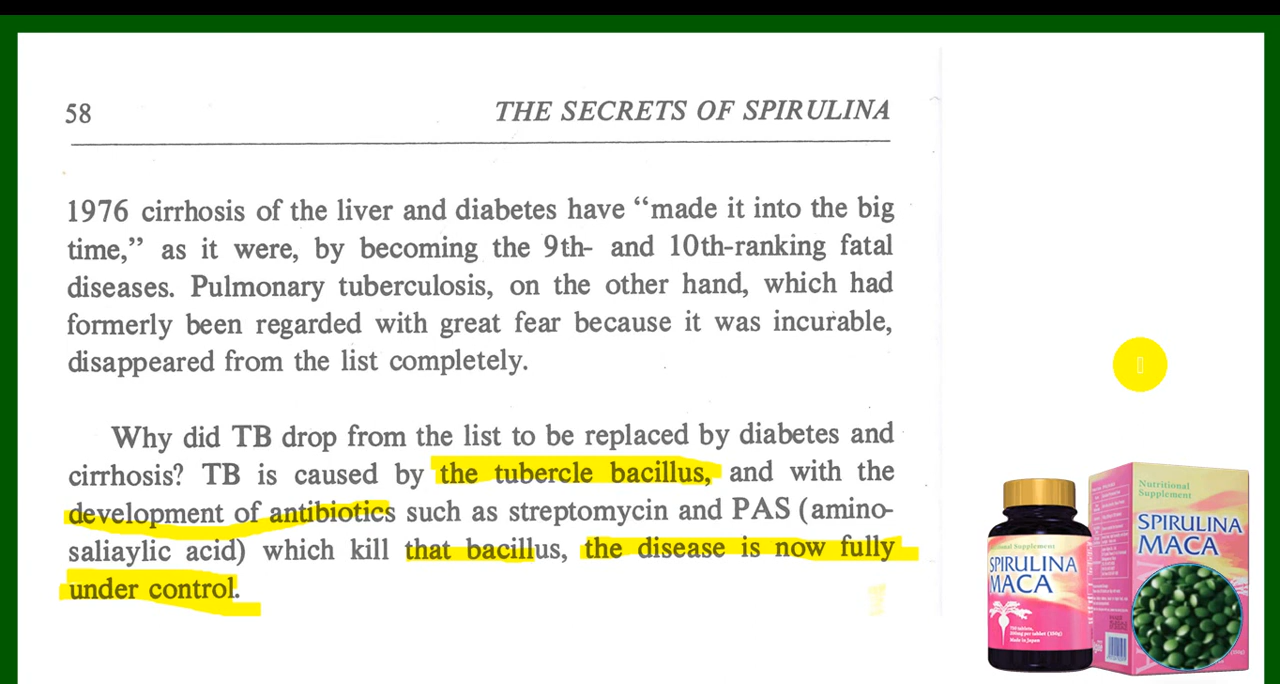 58 THE SECRETS OF SPIRULINA
1976 cirrhosis of the liver and diabetes have “made it into the big
time,” as it were, by becoming the 9th- and 10th-ranking fatal
diseases. Pulmonary tuberculosis, on the other hand, which had
formerly been regarded with great fear because it was incurable,
disappeared from the list completely.
Why did TB drop from the list to be replaced by diabetes and
cirrhosis? TB is caused by the tubercle bacillus, and with the
development of antibiotics such as streptomycin and PAS (amino-
saliaylic acid) which kill that bacillus, the disease is now fully
under control.
Nutritional
Supplement
SPIRULINA
MACA
Nutritional Supplement
SPIRULINA
MACA
Made in Japan